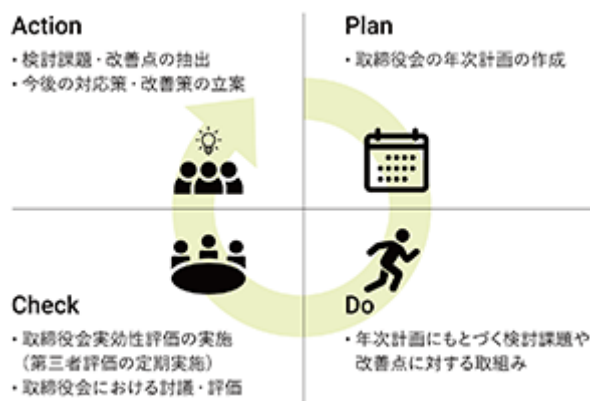 Action
・検討課題・改善点の抽出
・今後の対応策・改善策の立案
Plan
・取締役会の年次計画の作成
Check
・取締役会実効性評価の実施
（第三者評価の定期実施）
・取締役会における討議・評価
Do
・年次計画にもとづく検討課題や
改善点に対する取組み